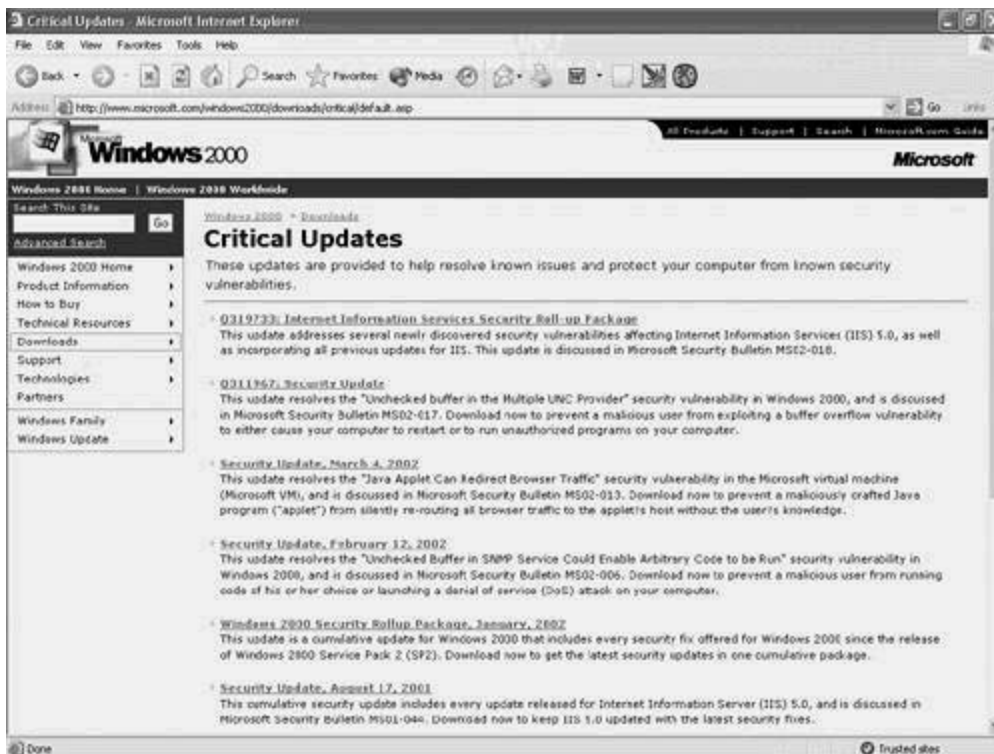 Critical Updates - Microsoft Internet Explorer
File Edit View Favorites Tools Help
Back Search Favorites Media
Address http://www.microsoft.com/windows2000/downloads/critical/default.asp Go Links
All Products | Support | Search | Microsoft.com Guide
Microsoft
Windows 2000
Microsoft
Windows 2000 Home | Windows 2000 Worldwide
Search This Site
Go
Advanced Search
Windows 2000 Home
Product Information
How to Buy
Technical Resources
Downloads
Support
Technologies
Partners
Windows Family
Windows Update
Windows 2000 > Downloads
Critical Updates
These updates are provided to help resolve known issues and protect your computer from known security
vulnerabilities.
Q319733: Internet Information Services Security Roll-up Package
This update addresses several newly discovered security vulnerabilities affecting Internet Information Services (IIS) 5.0, as well
as incorporating all previous updates for IIS. This update is discussed in Microsoft Security Bulletin MS02-018.
Q311967: Security Update
This update resolves the "Unchecked buffer in the Multiple UNC Provider" security vulnerability in Windows 2000, and is discussed
in Microsoft Security Bulletin MS02-017. Download now to prevent a malicious user from exploiting a buffer overflow vulnerability
to either cause your computer to restart or to run unauthorized programs on your computer.
Security Update, March 4, 2002
This update resolves the "Java Applet Can Redirect Browser Traffic" security vulnerability in the Microsoft virtual machine
(Microsoft VM), and is discussed in Microsoft Security Bulletin MS02-013. Download now to prevent a maliciously crafted Java
program ("applet") from silently re-routing all browser traffic to the applet?s host without the user?s knowledge.
Security Update, February 12, 2002
This update resolves the "Unchecked Buffer in SNMP Service Could Enable Arbitrary Code to be Run" security vulnerability in
Windows 2000, and is discussed in Microsoft Security Bulletin MS02-006. Download now to prevent a malicious user from running
code of his or her choice or launching a denial of service (DoS) attack on your computer.
Windows 2000 Security Rollup Package, January, 2002
This update is a cumulative update for Windows 2000 that includes every security fix offered for Windows 2000 since the release
of Windows 2000 Service Pack 2 (SP2). Download now to get the latest security updates in one cumulative package.
Security Update, August 17, 2001
This cumulative security update includes every update released for Internet Information Server (IIS) 5.0, and is discussed in
Microsoft Security Bulletin MS01-044. Download now to keep IIS 5.0 updated with the latest security fixes.
Done Trusted sites